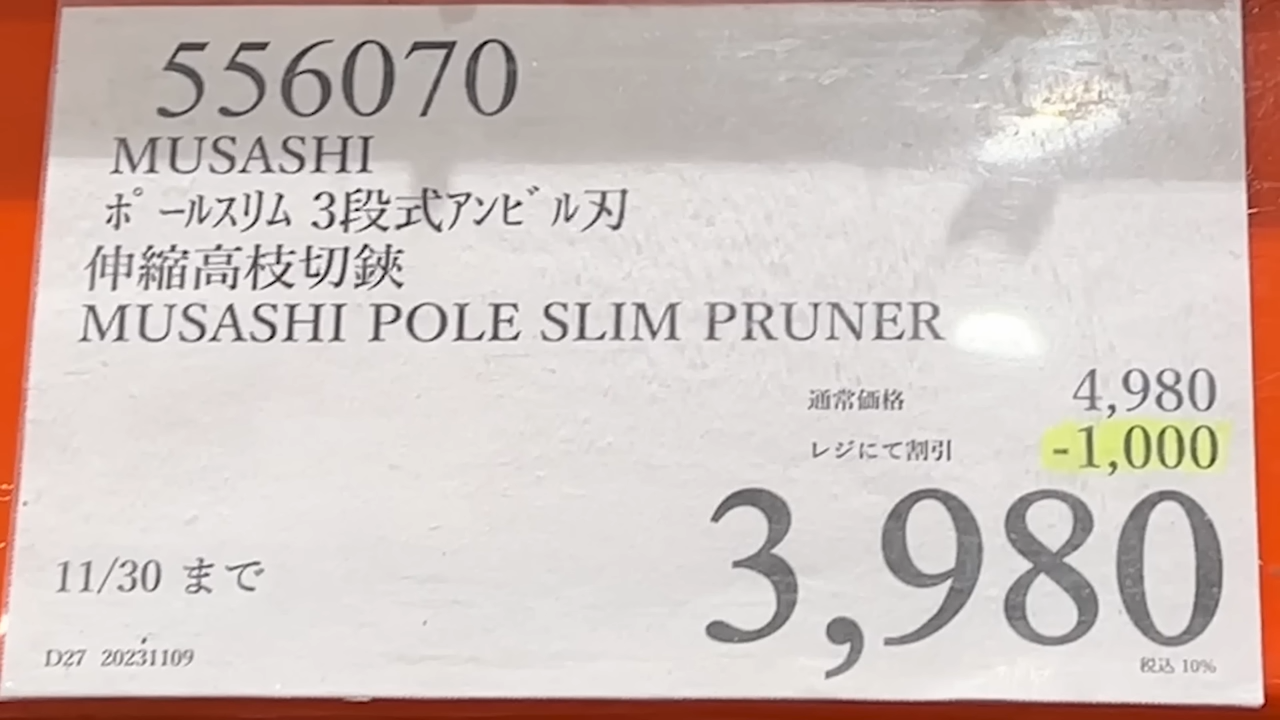 556070
MUSASHI
ﾎﾟｰﾙｽﾘﾑ 3段式ｱﾝﾋﾞﾙ刃
伸縮高枝切鋏
MUSASHI POLE SLIM PRUNER
通常価格 4,980
レジにて割引 -1,000
3,980
11/30 まで
D27 20231109
税込 10%